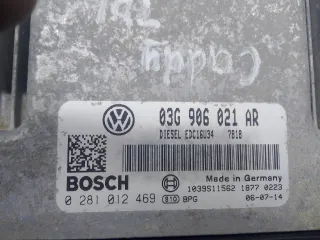 Caddy
03G 906 021 AR
DIESEL EDC16U34 7818
Made in Germany
BOSCH
1039S11562 1877 0223
0 281 012 469 810 BPG 06-07-14